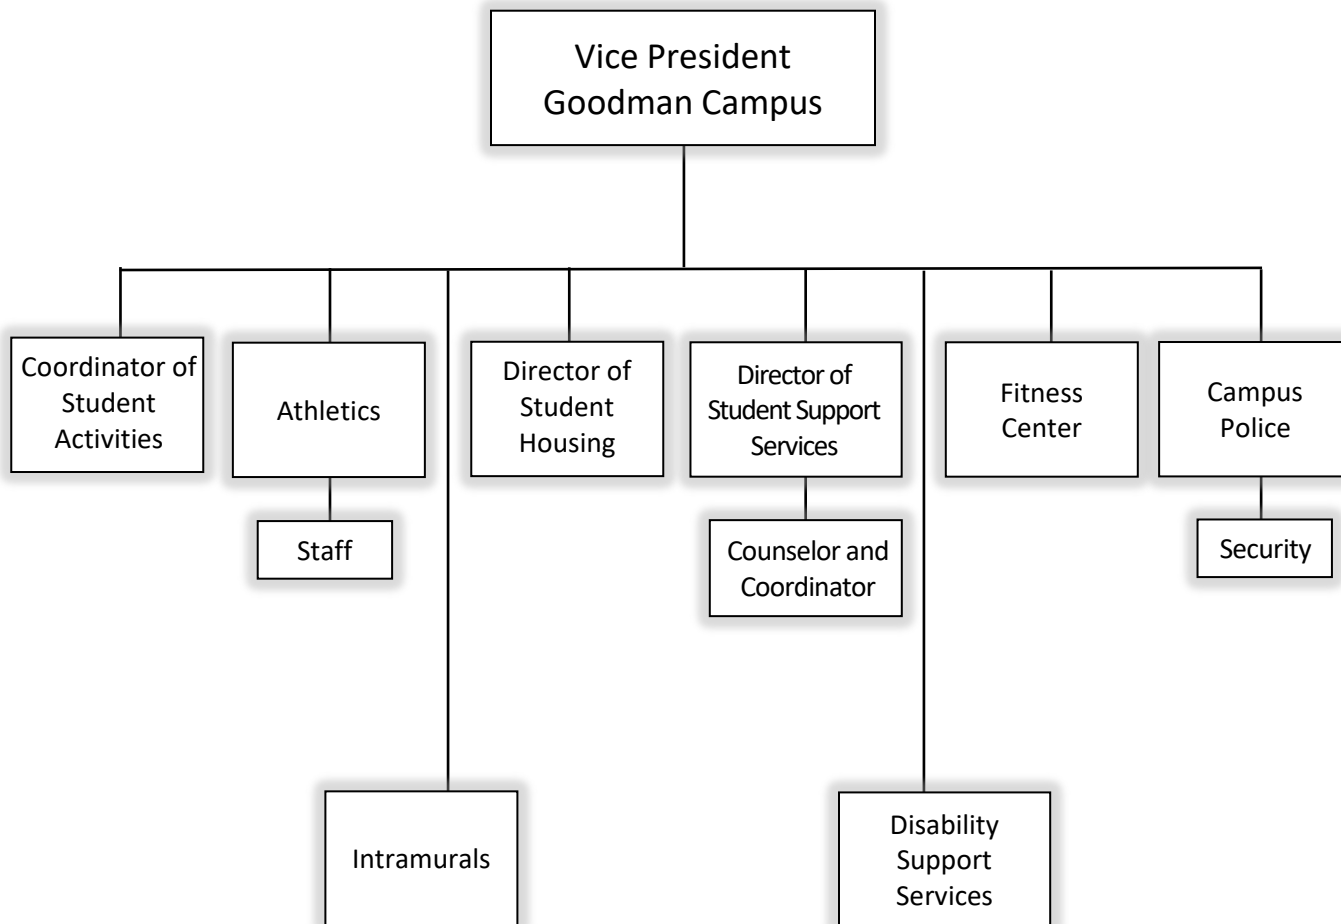 Vice President
Goodman Campus
Coordinator of
Student
Activities
Athletics
Director of
Student
Housing
Director of
Student Support
Services
Fitness
Center
Campus
Police
Staff
Counselor and
Coordinator
Security
Intramurals
Disability
Support
Services